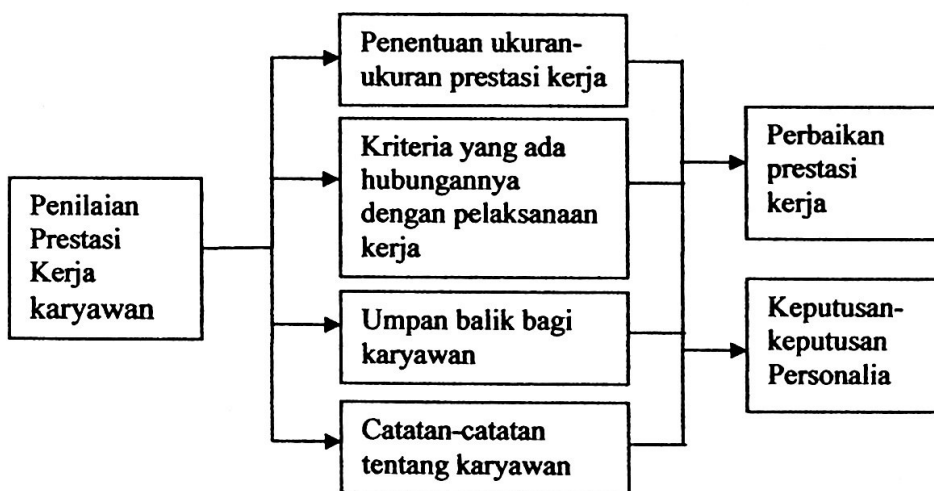 Penilaian
Prestasi
Kerja
karyawan
Penentuan ukuran-
ukuran prestasi kerja
Kriteria yang ada
hubungannya
dengan pelaksanaan
kerja
Umpan balik bagi
karyawan
Catatan-catatan
tentang karyawan
Perbaikan
prestasi
kerja
Keputusan-
keputusan
Personalia